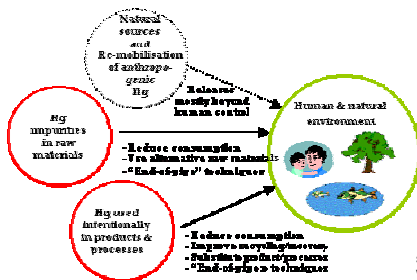 Natural
sources
and
Re-mobilisation
of anthropo-
genic
Hg
Releases
mostly beyond
human control
Human & natural
environment
Hg
impurities
in raw
materials
- Reduce consumption
- Use alternative raw materials
- "End-of-pipe" techniques
Hg used
intentionally
in products &
processes
- Reduce consumption
- Improve recycling/recovery
- Substitute products/processes
- "End-of-pipe" techniques